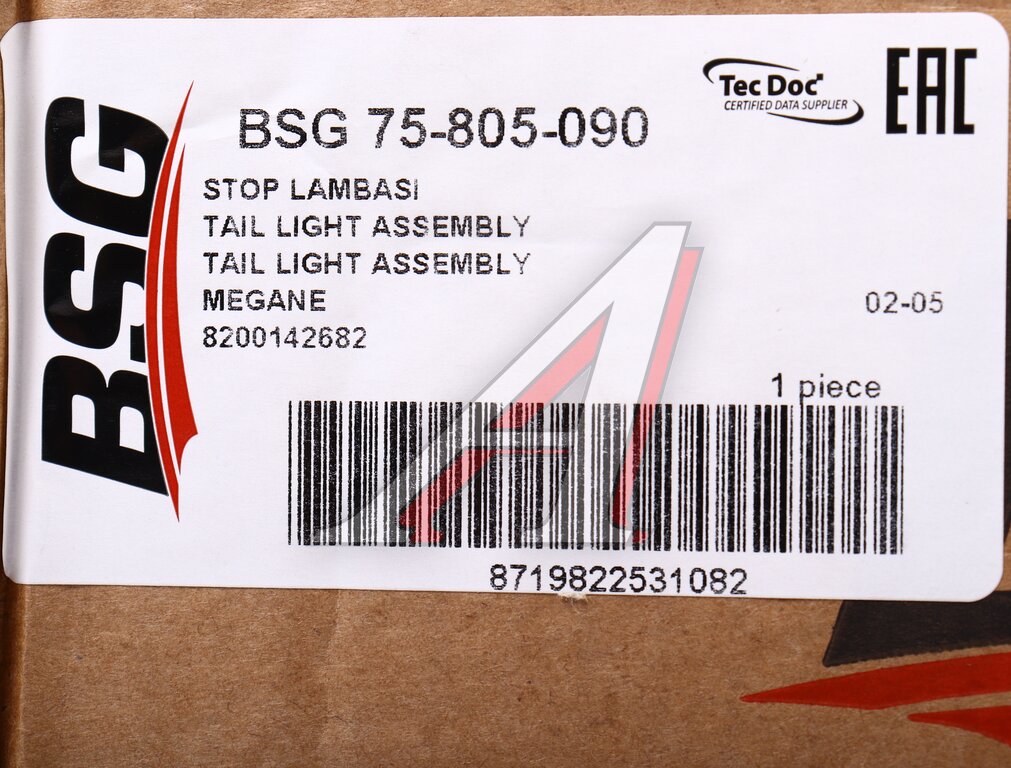 BSG
Tec Doc
CERTIFIED DATA SUPPLIER
EAC
BSG 75-805-090
STOP LAMBASI
TAIL LIGHT ASSEMBLY
TAIL LIGHT ASSEMBLY
MEGANE
02-05
8200142682
1 piece
8719822531082